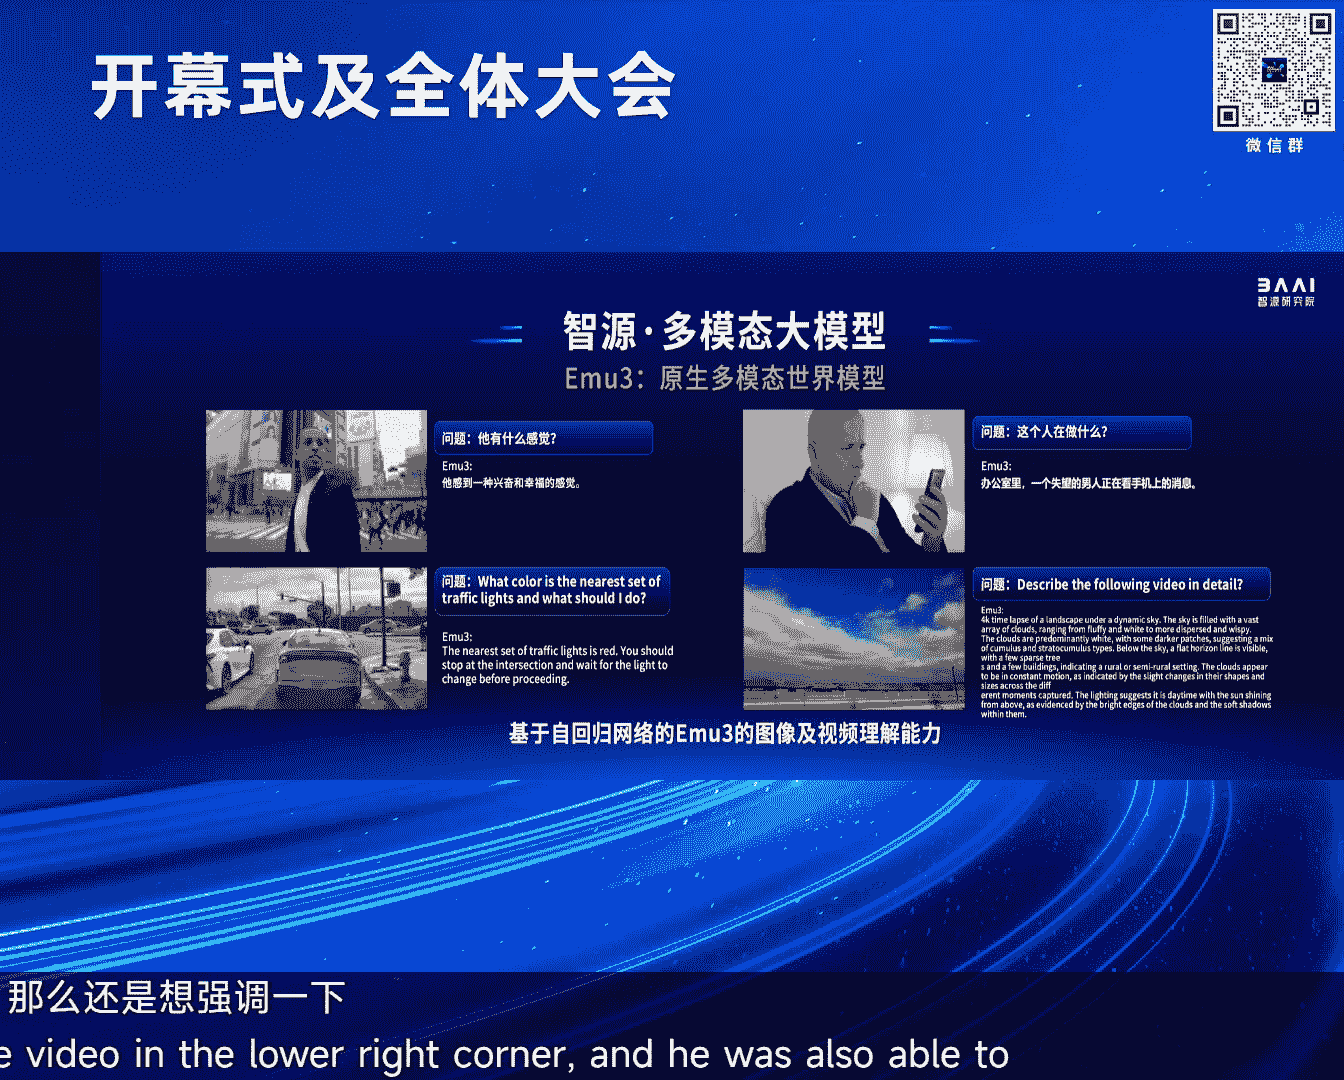 开幕式及全体大会
微信群
BAAI
智源研究院
智源·多模态大模型
Emu3：原生多模态世界模型
问题：他有什么感觉?
Emu3:
他感到一种兴奋和幸福的感觉。
问题：这个人在做什么?
Emu3:
办公室里，一个失望的男人正在看手机上的消息。
问题：What color is the nearest set of
traffic lights and what should I do?
Emu3:
The nearest set of traffic lights is red. You should
stop at the intersection and wait for the light to
change before proceeding.
问题：Describe the following video in detail?
Emu3:
4k time lapse of a landscape under a dynamic sky. The sky is filled with a vast
array of clouds, ranging from fluffy and white to more dispersed and wispy.
The clouds are predominantly white, with some darker patches, suggesting a mix
of cumulus and stratocumulus types. Below the sky, a flat horizon line is visible,
with a few sparse tree
s and a few buildings, indicating a rural or semi-rural setting. The clouds appear
to be in constant motion, as indicated by the slight changes in their shapes and
sizes across the diff
erent moments captured. The lighting suggests it is daytime with the sun shining
from above, as evidenced by the bright edges of the clouds and the soft shadows
within them.
基于自回归网络的Emu3的图像及视频理解能力
那么还是想强调一下
e video in the lower right corner, and he was also able to